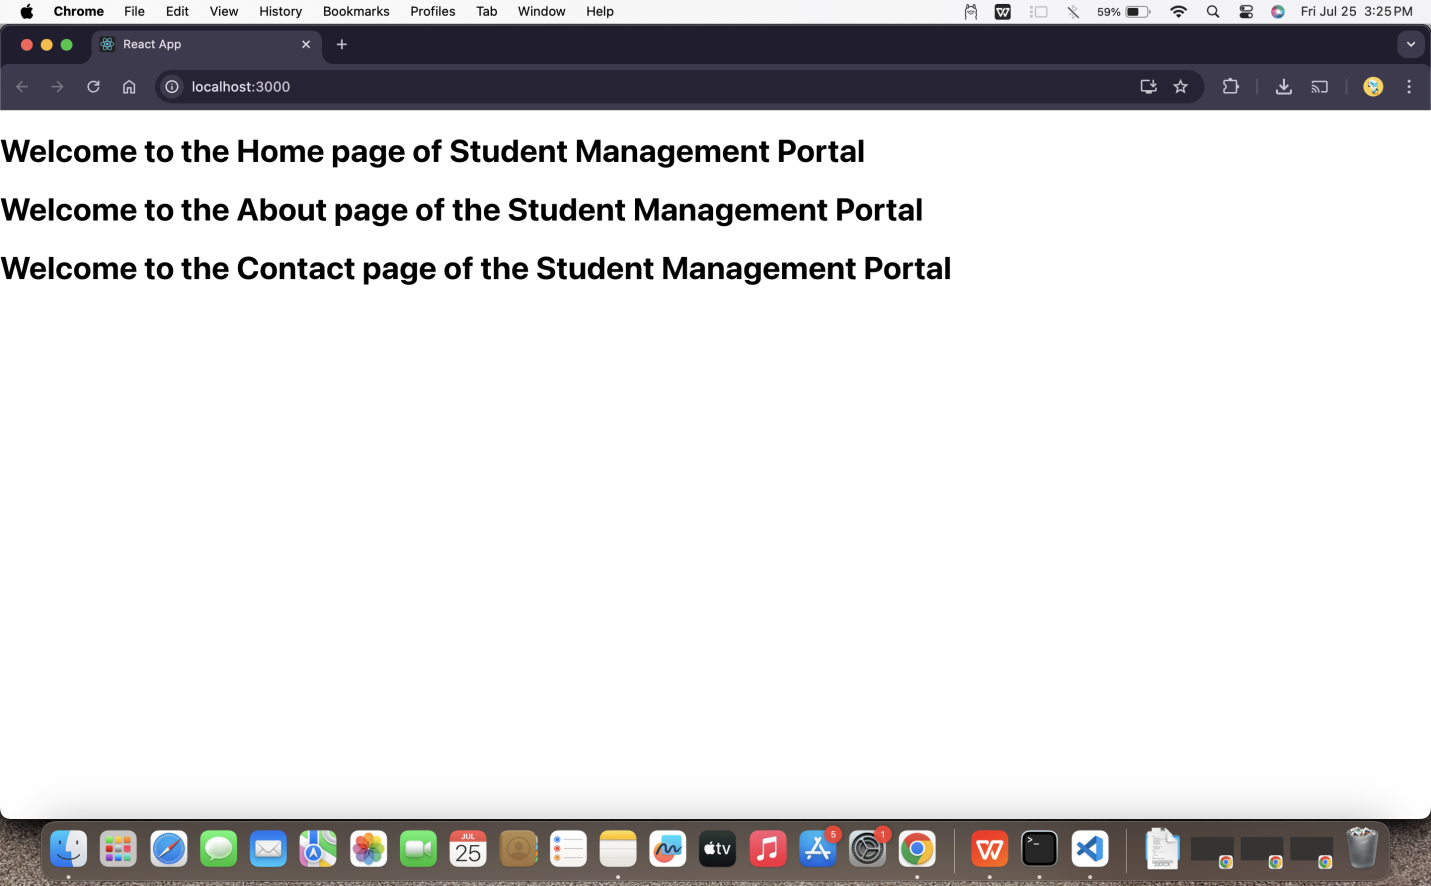 Chrome File Edit View History Bookmarks Profiles Tab Window Help 59% Fri Jul 25 3:25 PM
React App
localhost:3000
Welcome to the Home page of Student Management Portal
Welcome to the About page of the Student Management Portal
Welcome to the Contact page of the Student Management Portal
JUL
25
tv
5
1
>_
DOCX